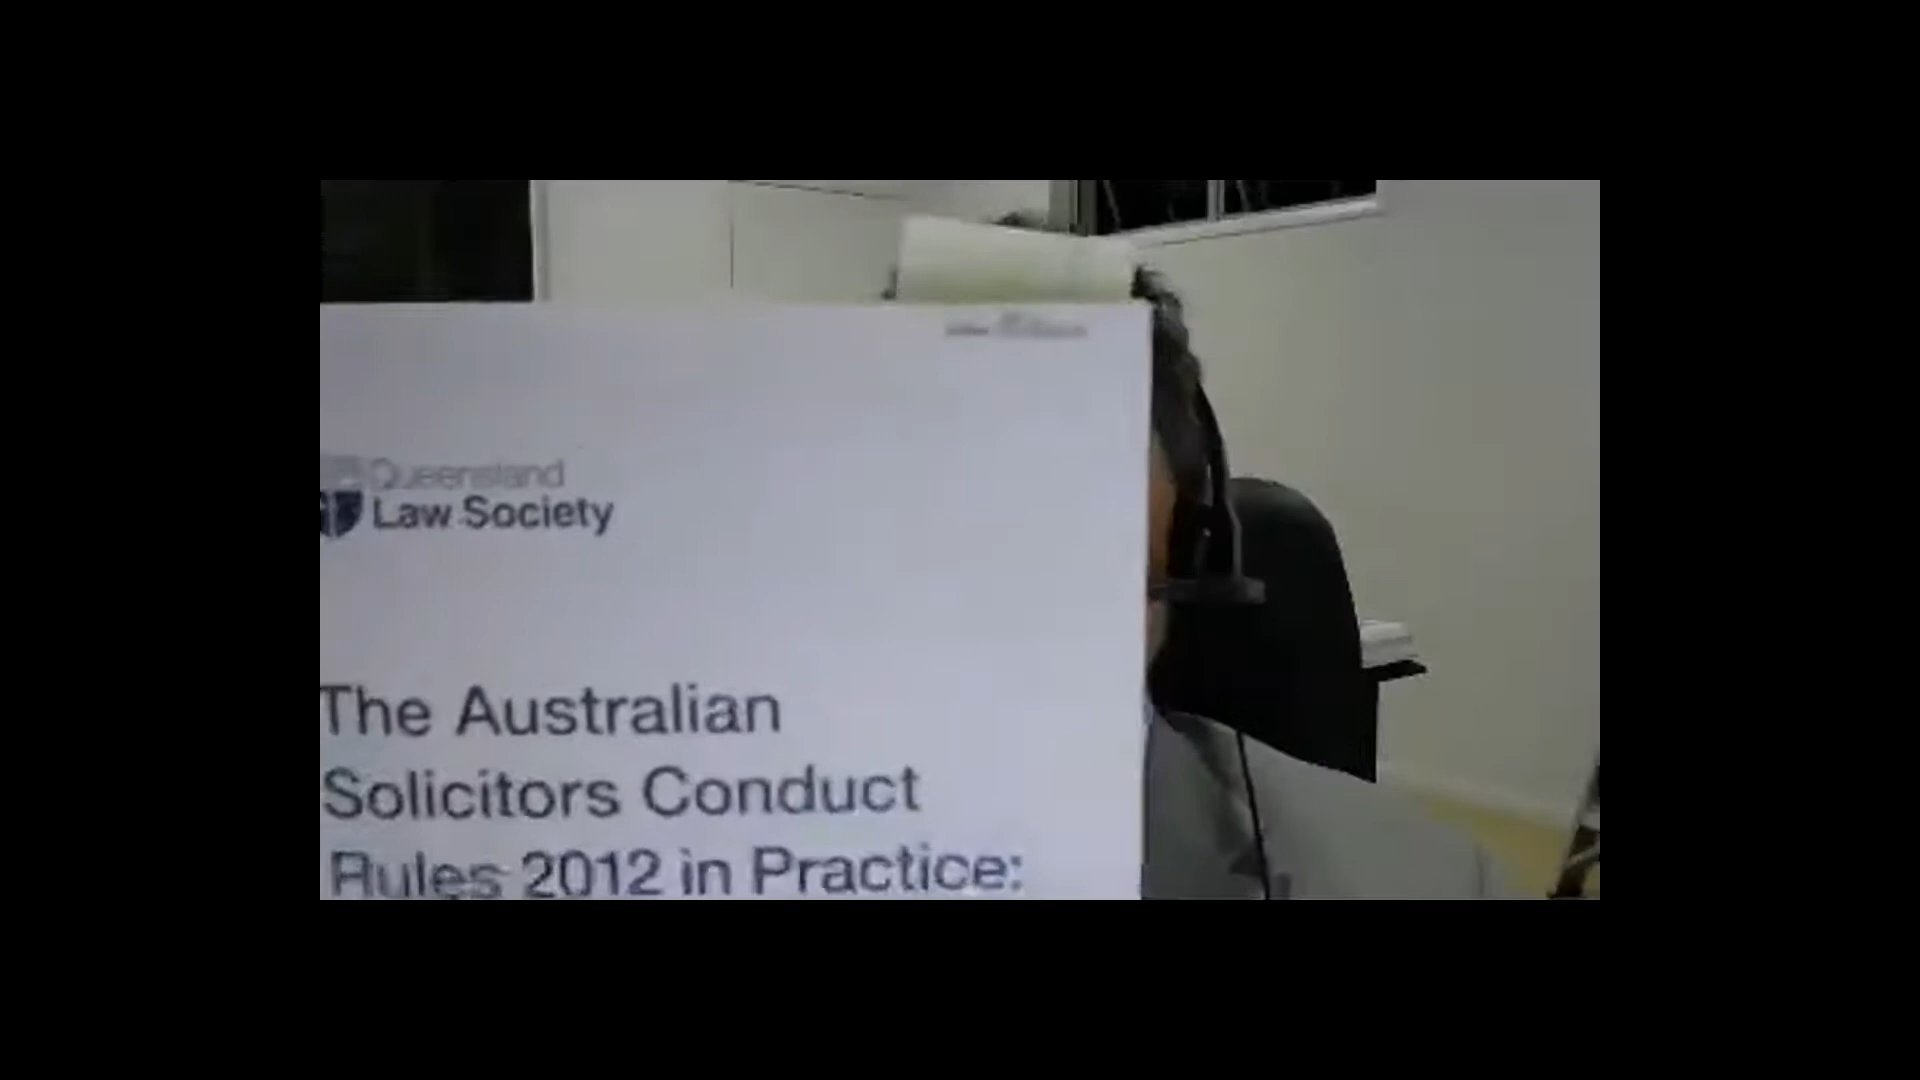 Queensland
Law Society
The Australian
Solicitors Conduct
Rules 2012 in Practice: